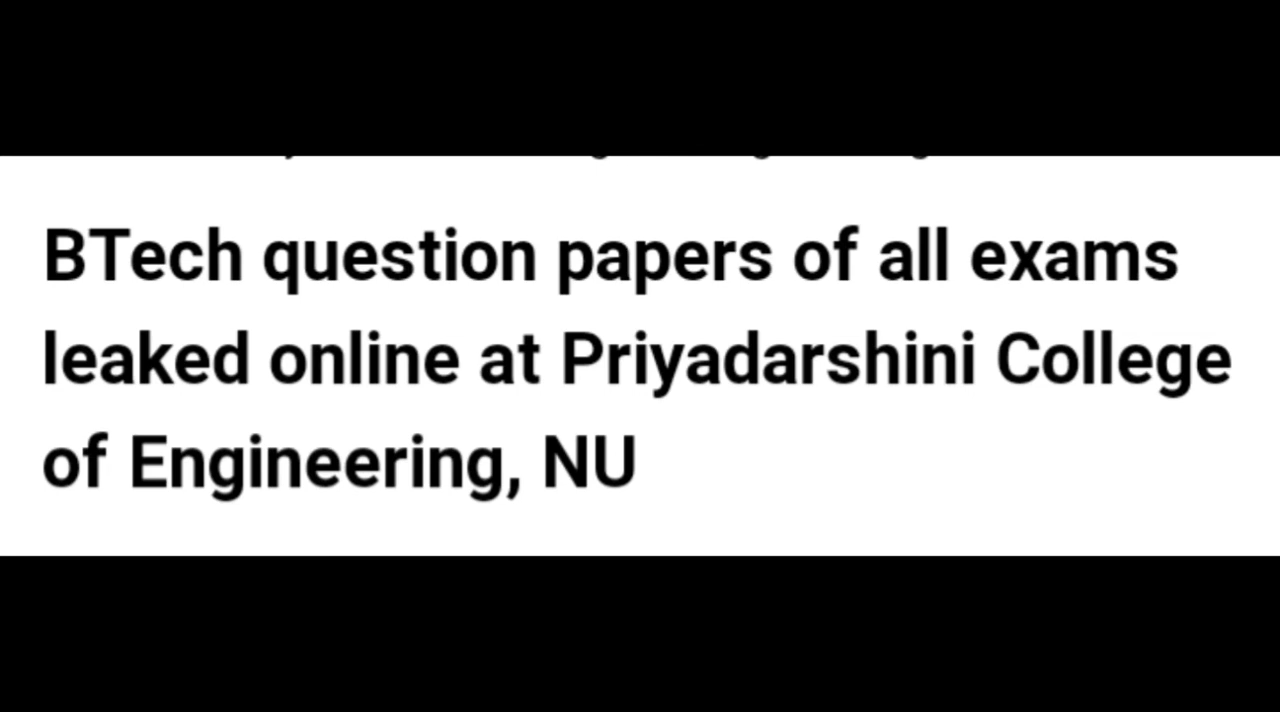 BTech question papers of all exams
leaked online at Priyadarshini College
of Engineering, NU